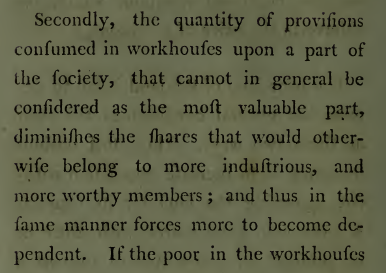 Secondly, the quantity of proviſions
conſumed in workhouſes upon a part of
the ſociety, that cannot in general be
conſidered as the moſt valuable part,
diminiſhes the ſhares that would other-
wiſe belong to more induſtrious, and
more worthy members; and thus in the
ſame manner forces more to become de-
pendent. If the poor in the workhouſes